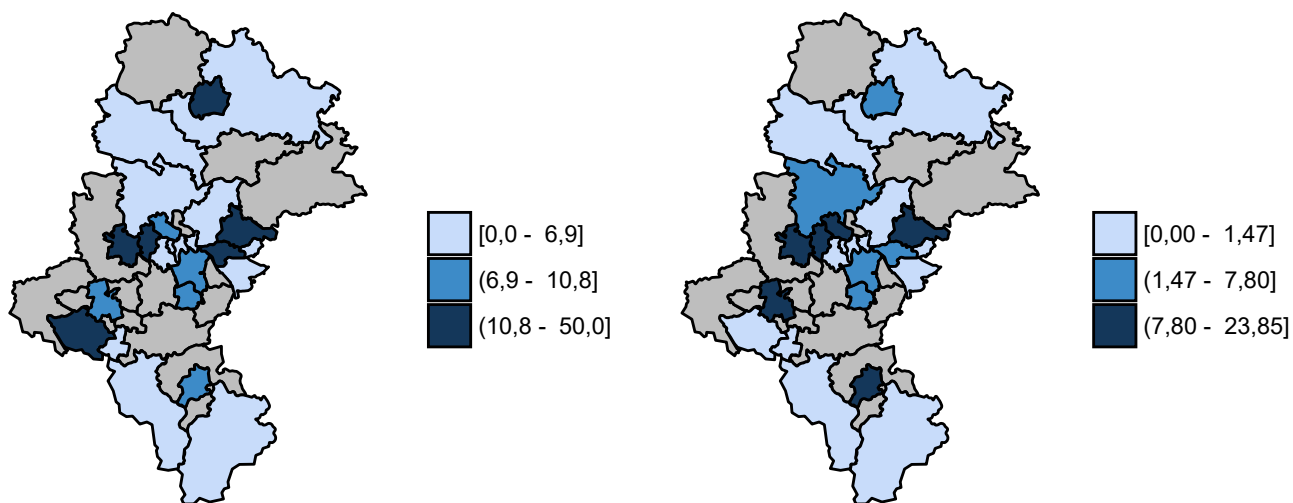 [0,0 - 6,9]
(6,9 - 10,8]
(10,8 - 50,0]
[0,00 - 1,47]
(1,47 - 7,80]
(7,80 - 23,85]